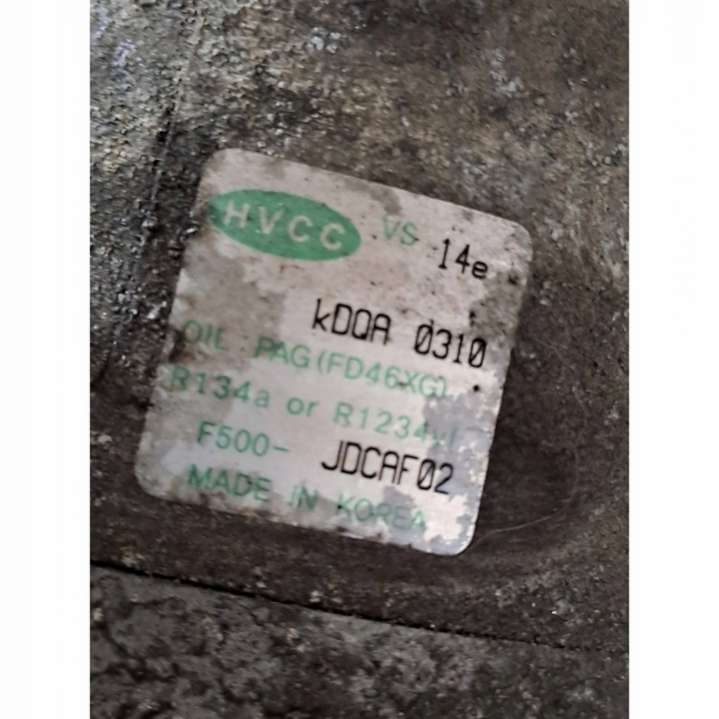 HVCC VS 14e
kDQA 0310
OIL PAG(FD46XG)
R134a or R1234yf
F500- JDCAF02
MADE IN KOREA